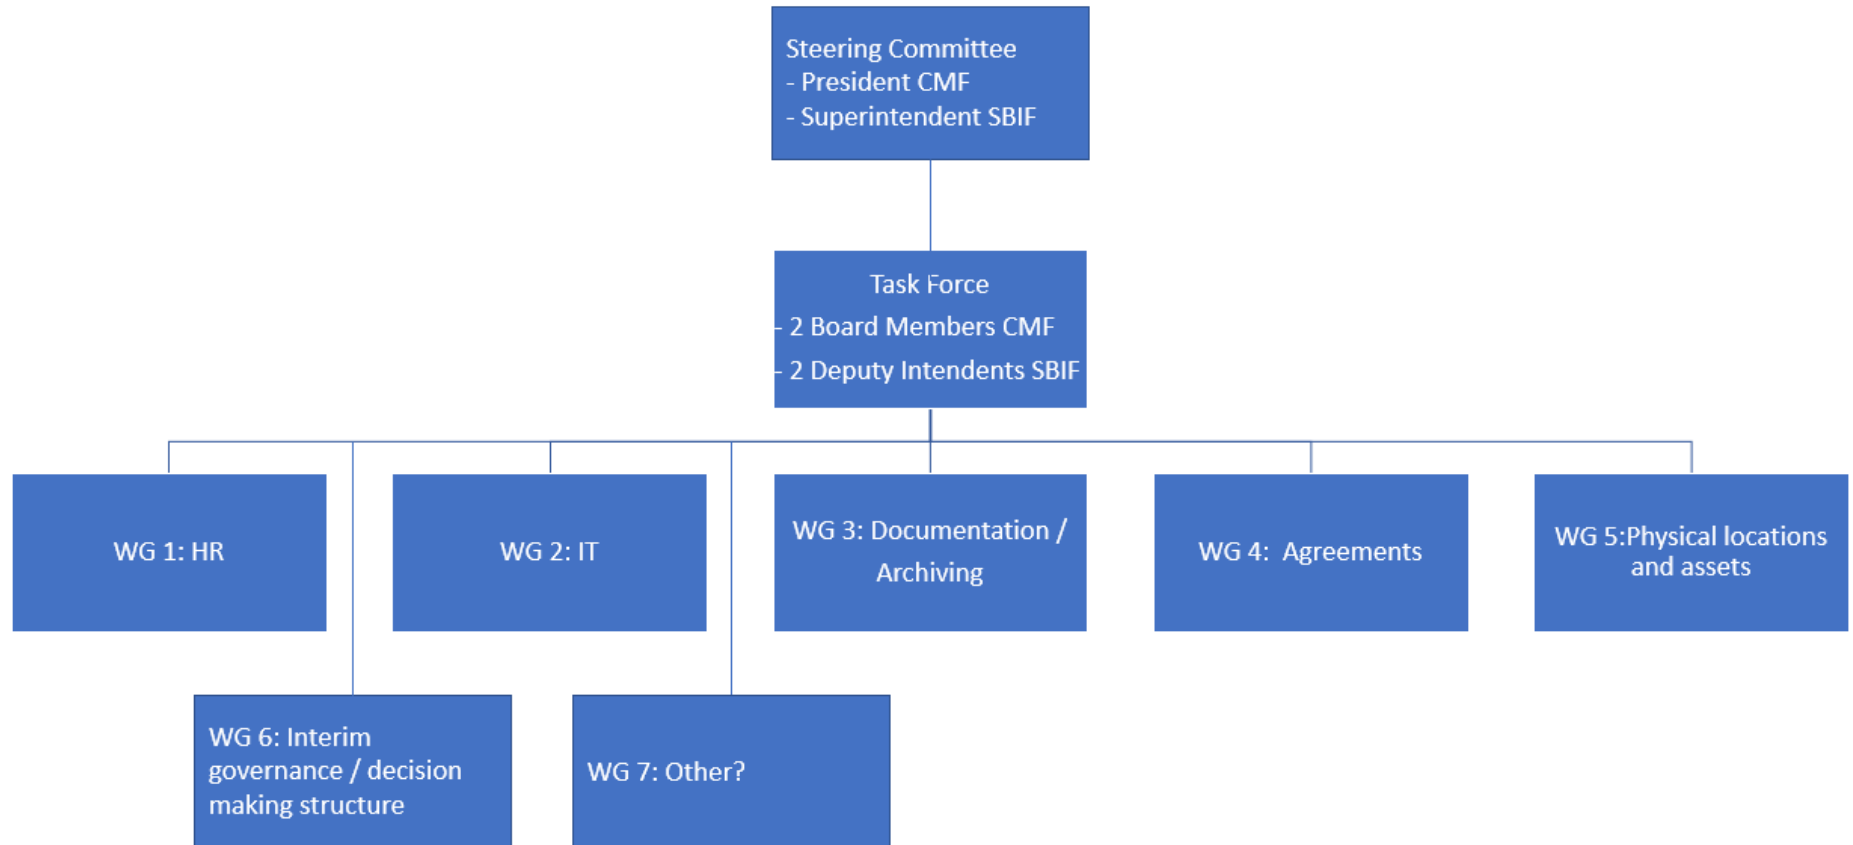 Steering Committee
- President CMF
- Superintendent SBIF
Task Force
- 2 Board Members CMF
- 2 Deputy Intendents SBIF
WG 1: HR
WG 2: IT
WG 3: Documentation /
Archiving
WG 4:  Agreements
WG 5:Physical locations
and assets
WG 6: Interim
governance / decision
making structure
WG 7: Other?